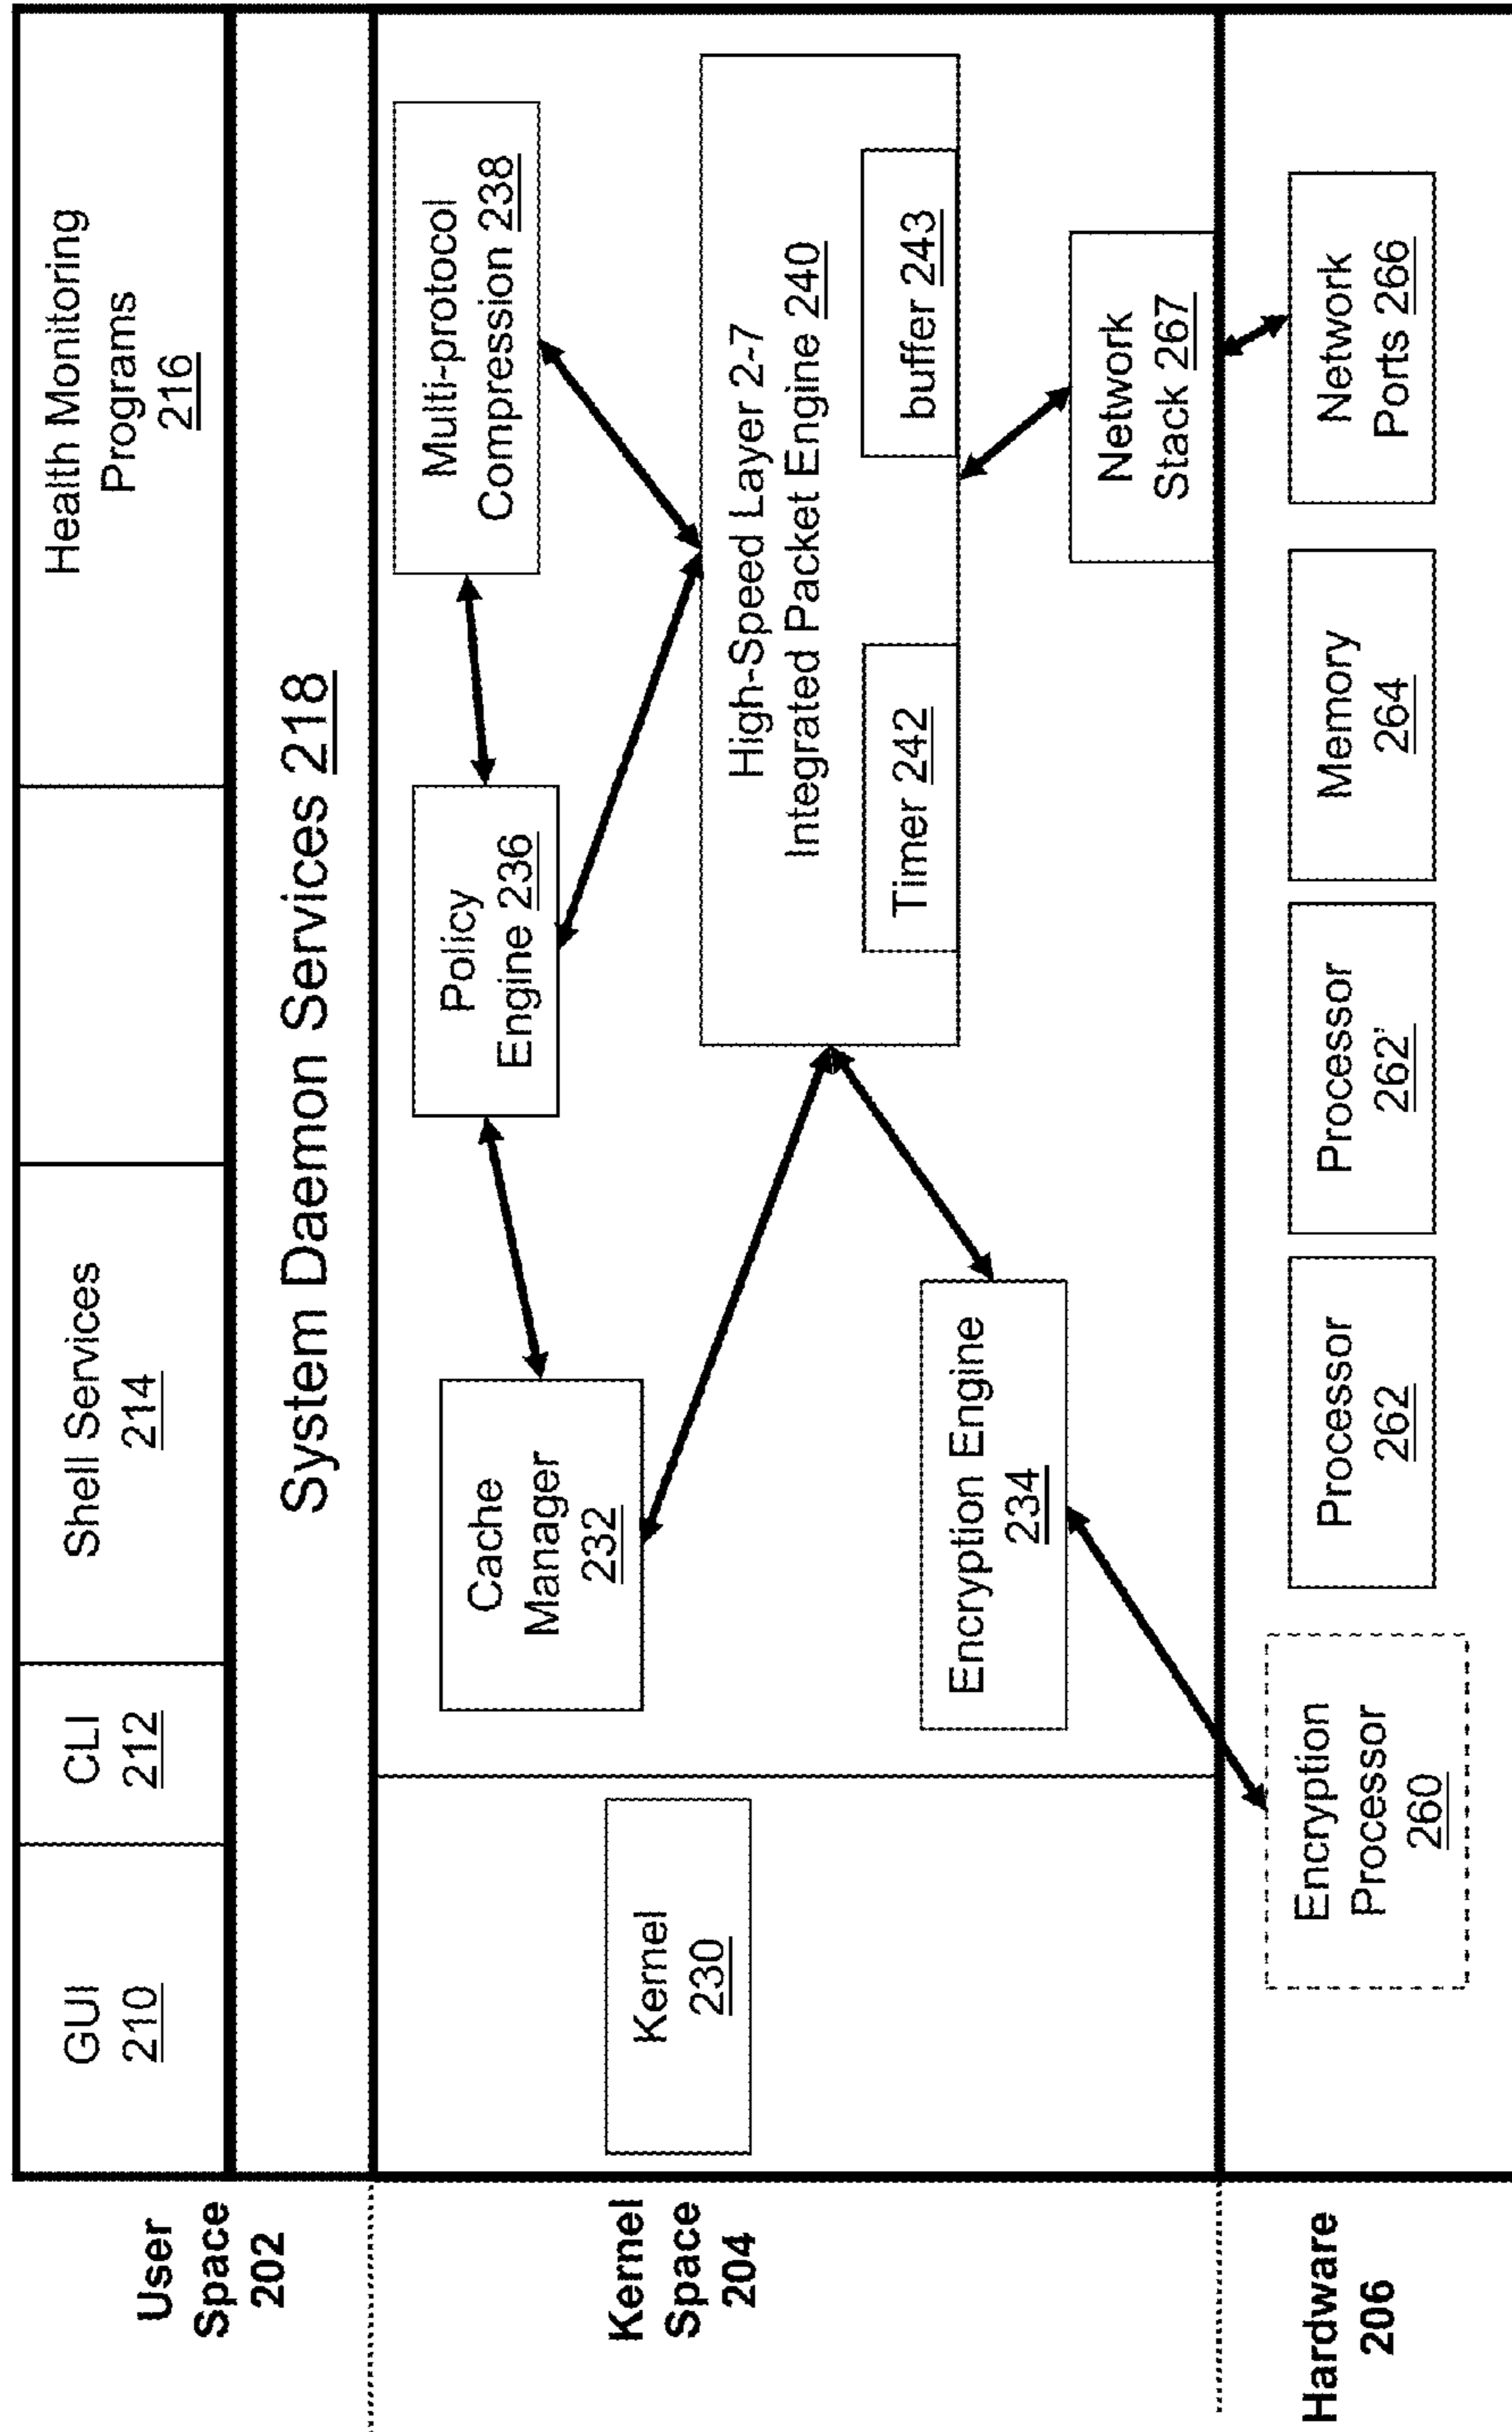 User
Space
202
GUI
210
CLI
212
Shell Services
214
Health Monitoring
Programs
216
System Daemon Services 218
Kernel
Space
204
Kernel
230
Cache
Manager
232
Policy
Engine 236
Multi-protocol
Compression 238
High-Speed Layer 2-7
Integrated Packet Engine 240
Timer 242
buffer 243
Encryption Engine
234
Network
Stack 267
Hardware
206
Encryption
Processor
260
Processor
262
Processor
262'
Memory
264
Network
Ports 266